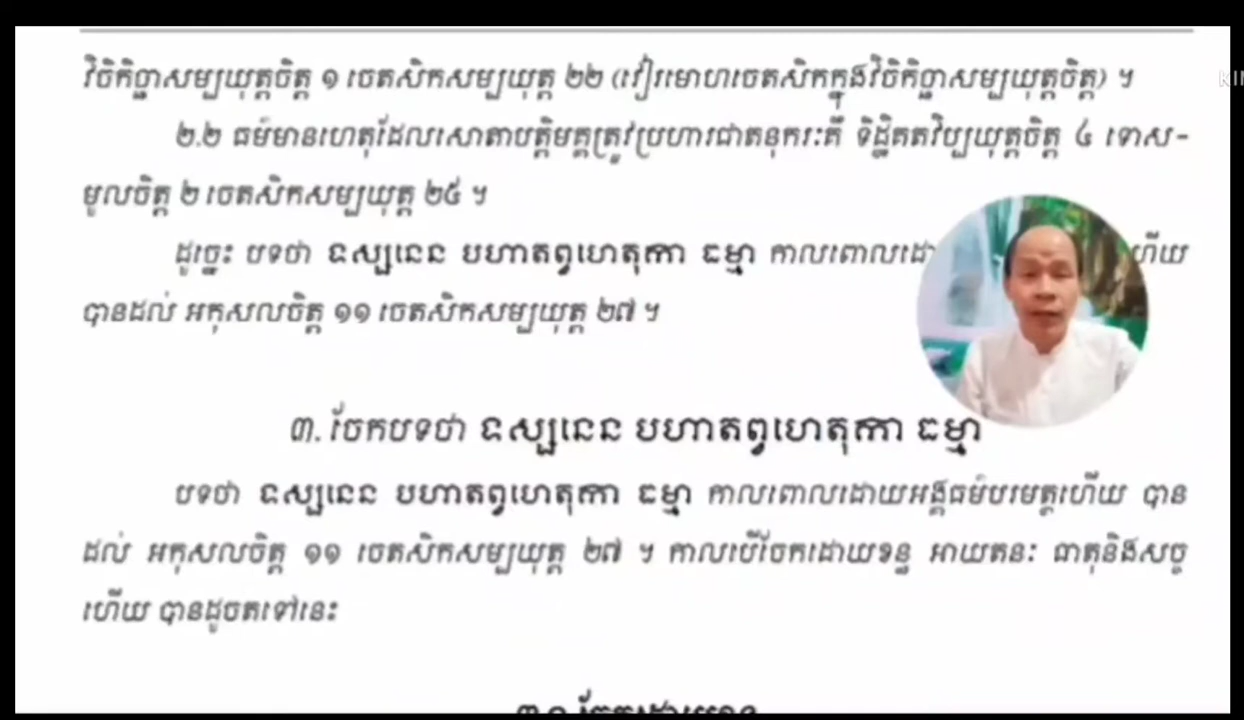 វិចិកិច្ឆាសម្បយុត្តចិត្ត ១ ចេតសិកសម្បយុត្ត ២២ (វៀរមោហចេតសិកក្នុងវិចិកិច្ឆាសម្បយុត្តចិត្ត) ។
២.២ ធម៌មានហេតុដែលសោតាបត្តិមគ្គត្រូវប្រហារជាតនុករៈគឺ ទិដ្ឋិគតវិប្បយុត្តចិត្ត ៤ ទោស-
មូលចិត្ត ២ ចេតសិកសម្បយុត្ត ២៥ ។
ដូច្នេះ បទថា ទស្សនេន បហាតព្វហេតុកា ធម្មា កាលពោលដោ ហើយ
បានដល់ អកុសលចិត្ត ១១ ចេតសិកសម្បយុត្ត ២៧ ។
៣. ចែកបទថា ទស្សនេន បហាតព្វហេតុកា ធម្មា
បទថា ទស្សនេន បហាតព្វហេតុកា ធម្មា កាលពោលដោយអង្គធម៌បរមត្ថហើយ បាន
ដល់ អកុសលចិត្ត ១១ ចេតសិកសម្បយុត្ត ២៧ ។ កាលបើចែកដោយខន្ធ អាយតនៈ ធាតុនិងសច្ច
ហើយ បានដូចតទៅនេះ